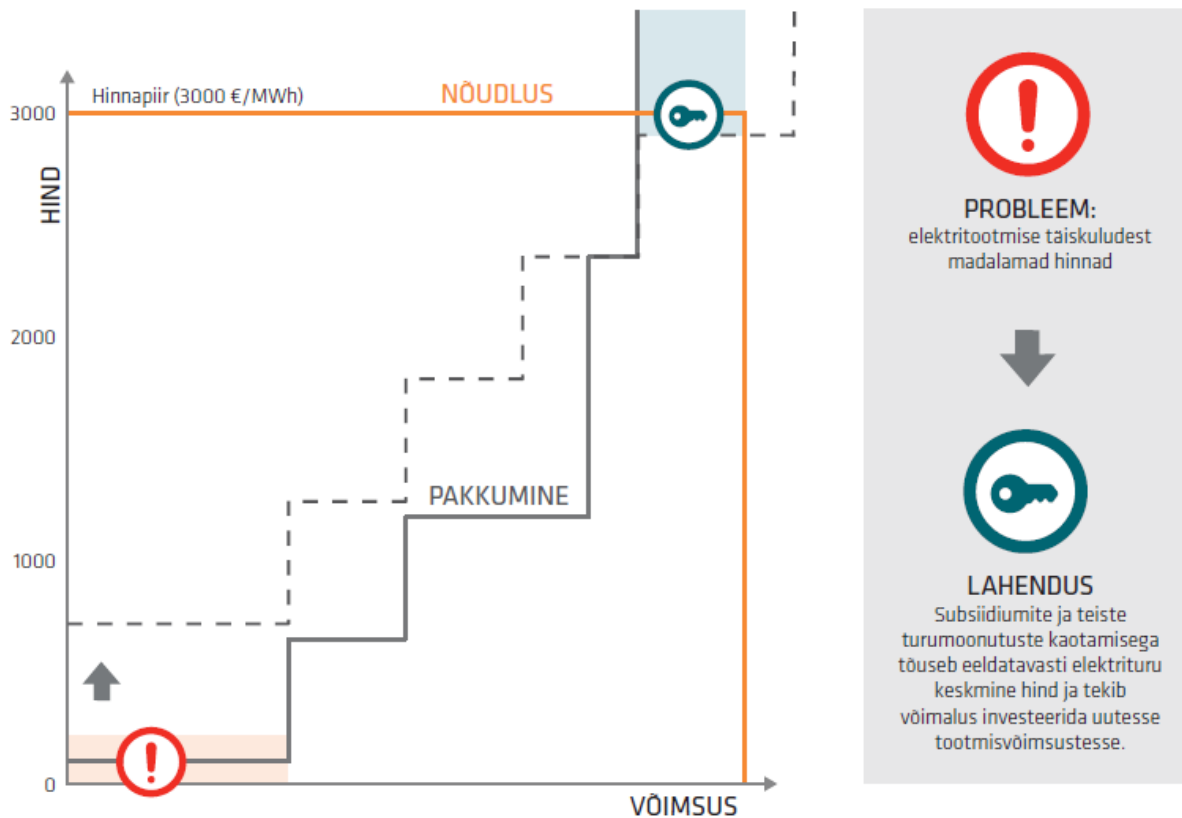 Hinnapiir (3000 €/MWh)
NÕUDLUS
3000
HIND
2000
PAKKUMINE
1000
0
VÕIMSUS
PROBLEEM:
elektritootmise täiskuludest
madalamad hinnad
LAHENDUS
Subsiidiumite ja teiste
turumoonutuste kaotamisega
tõuseb eeldatavasti elektrituru
keskmine hind ja tekib
võimalus investeerida uutesse
tootmisvõimsustesse.